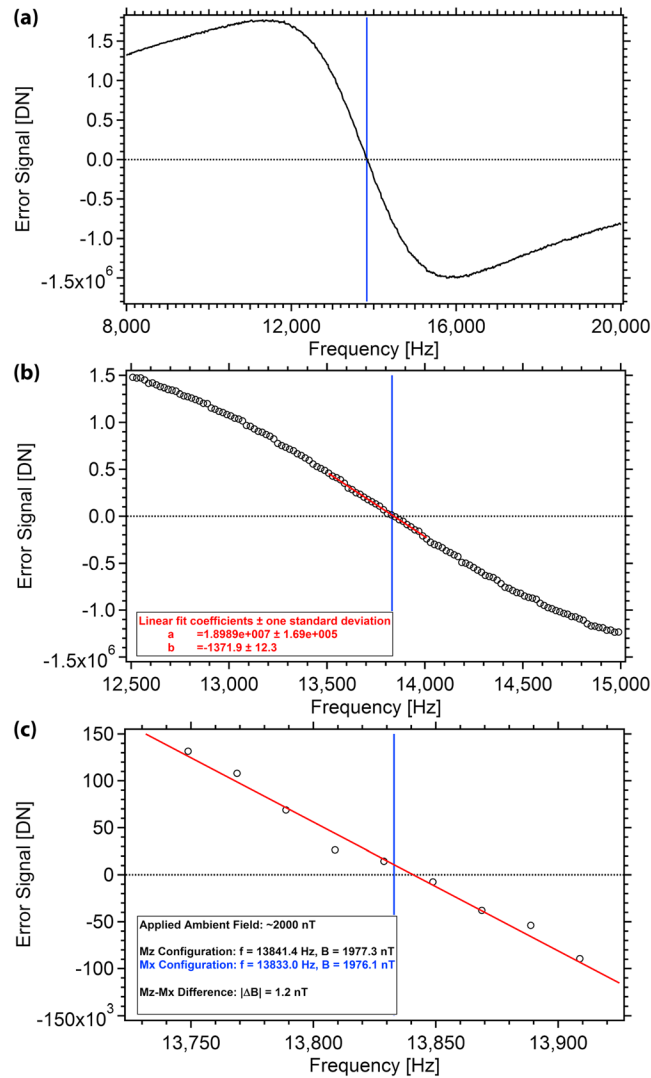 (a)
1.5
1.0
0.5
0.0
-0.5
-1.0
-1.5x10⁶
Error Signal [DN]
8,000
12,000
16,000
20,000
Frequency [Hz]
(b)
1.5
1.0
0.5
0.0
-0.5
-1.0
-1.5x10⁶
Error Signal [DN]
Linear fit coefficients ± one standard deviation
a =1.8989e+007 ± 1.69e+005
b =-1371.9 ± 12.3
12,500
13,000
13,500
14,000
14,500
15,000
Frequency [Hz]
(c)
150
100
50
0
-50
-100
-150x10³
Error Signal [DN]
Applied Ambient Field: ~2000 nT
Mz Configuration: f = 13841.4 Hz, B = 1977.3 nT
Mx Configuration: f = 13833.0 Hz, B = 1976.1 nT
Mz-Mx Difference: |ΔB| = 1.2 nT
13,750
13,800
13,850
13,900
Frequency [Hz]